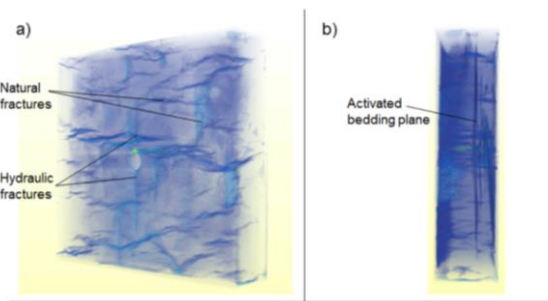 a)
Natural
fractures
Hydraulic
fractures
b)
Activated
bedding plane